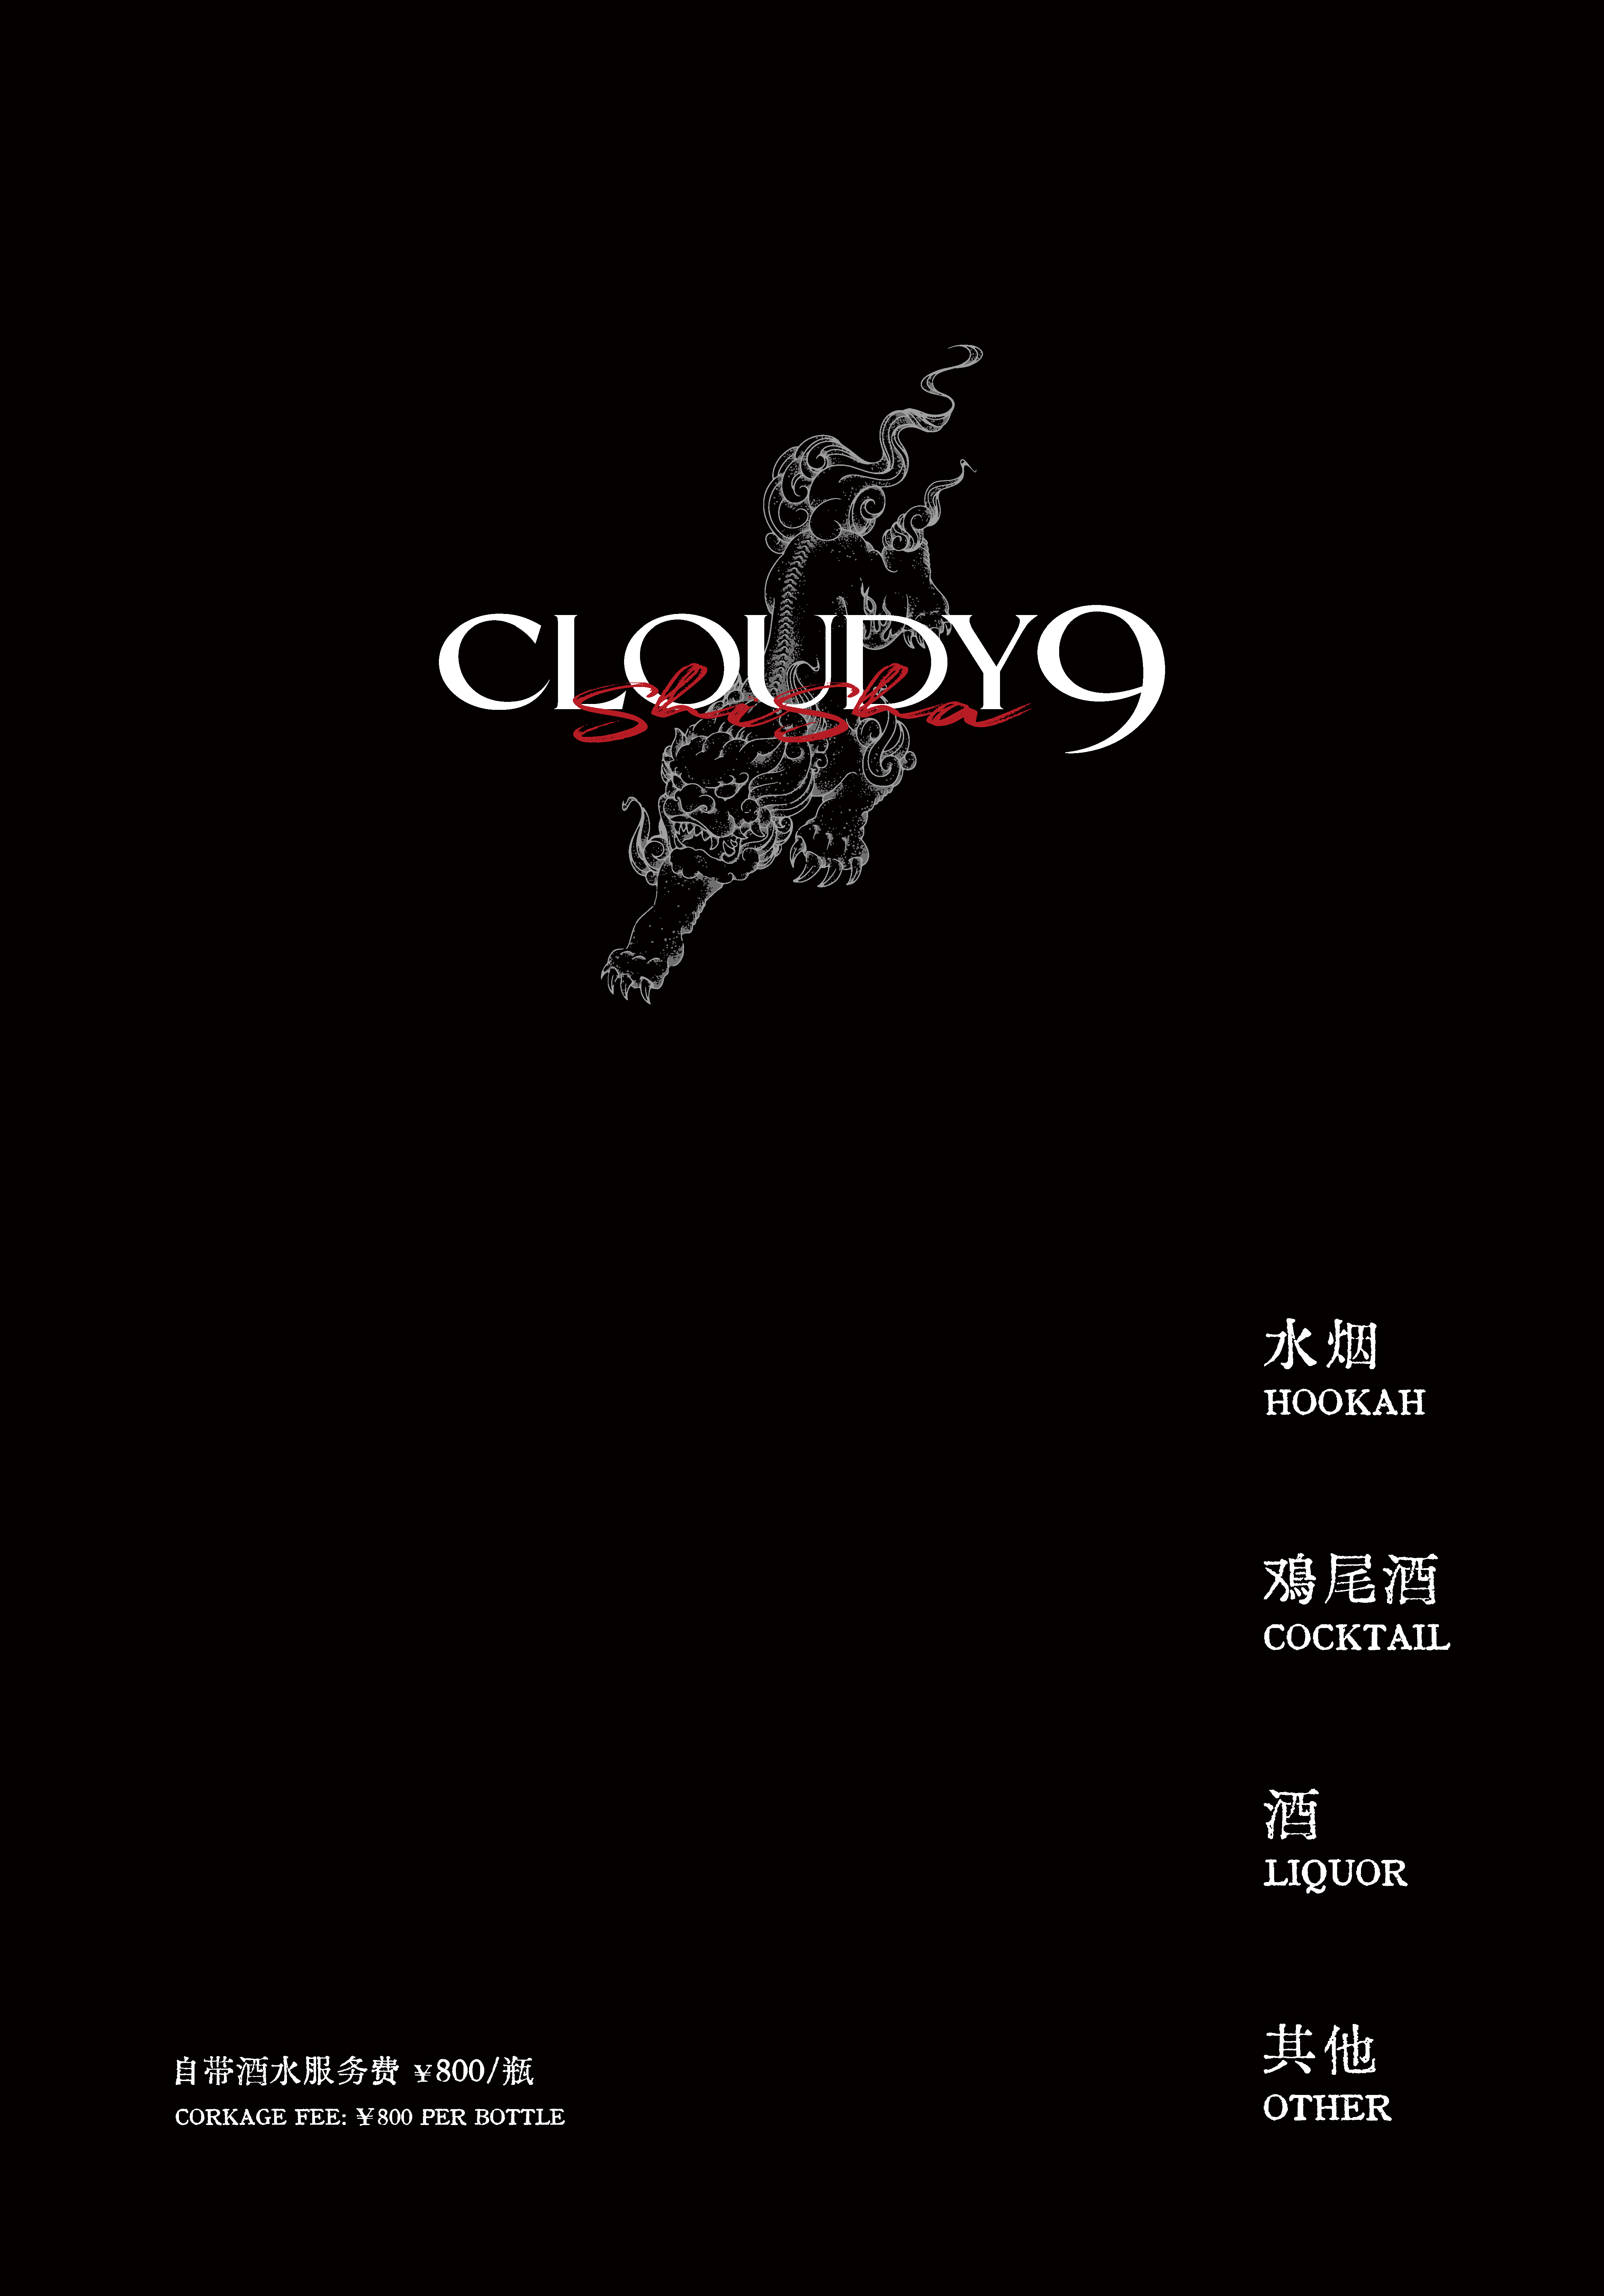 CLOUDY9
ShiSha
水烟
HOOKAH
鳮尾酒
COCKTAIL
酒
LIQUOR
其他
OTHER
自带酒水服务费 ¥800/瓶
CORKAGE FEE: ¥800 PER BOTTLE